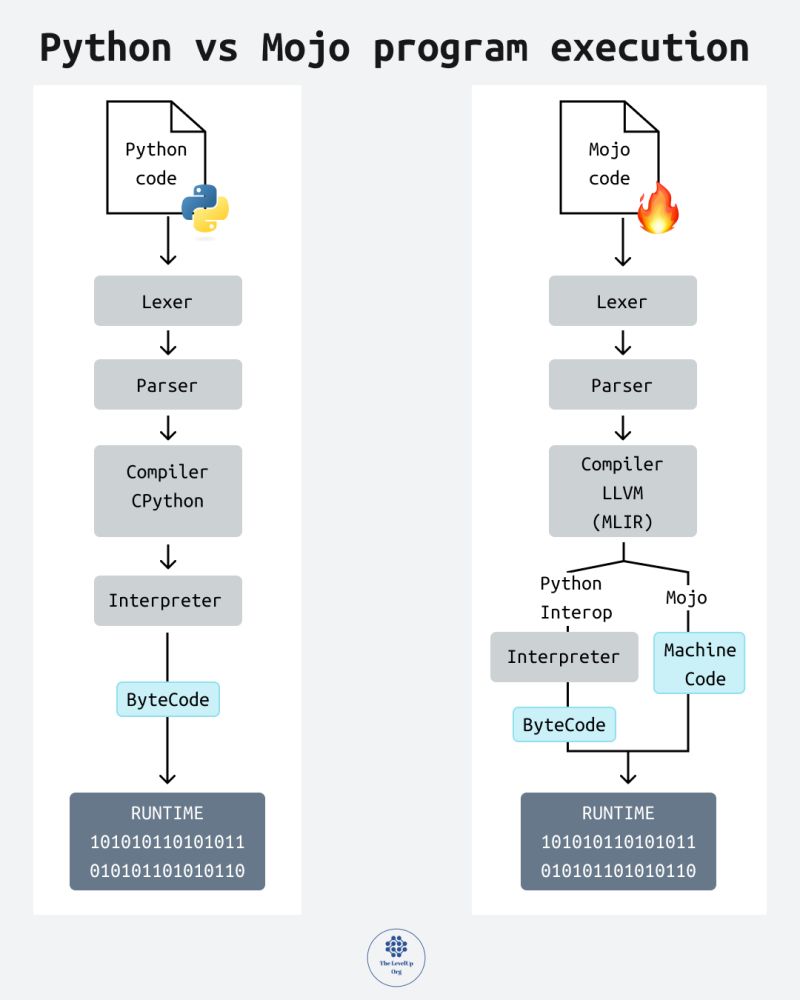 Python vs Mojo program execution
Python
code
Lexer
Parser
Compiler
CPython
Interpreter
ByteCode
RUNTIME
101010110101011
010101101010110
Mojo
code
Lexer
Parser
Compiler
LLVM
(MLIR)
Python
Interop
Mojo
Interpreter
Machine
Code
ByteCode
RUNTIME
101010110101011
010101101010110
The LevelUp
Org